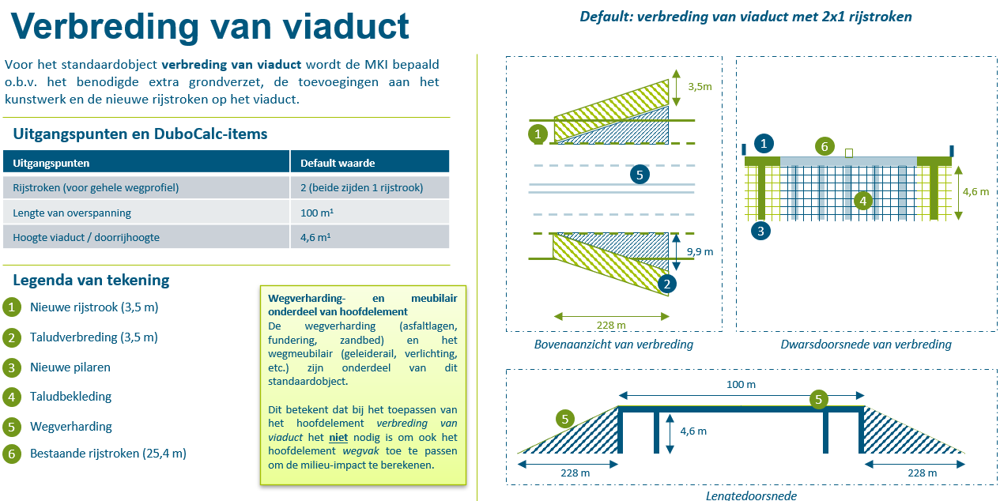 Verbreding van viaduct
Voor het standaardobject verbreding van viaduct wordt de MKI bepaald
o.b.v. het benodigde extra grondverzet, de toevoegingen aan het
kunstwerk en de nieuwe rijstroken op het viaduct.
Uitgangspunten en DuboCalc-items
Uitgangspunten Default waarde
Rijstroken (voor gehele wegprofiel) 2 (beide zijden 1 rijstrook)
Lengte van overspanning 100 m¹
Hoogte viaduct / doorrijhoogte 4,6 m¹
Legenda van tekening
1 Nieuwe rijstrook (3,5 m)
2 Taludverbreding (3,5 m)
3 Nieuwe pilaren
4 Taludbekleding
5 Wegverharding
6 Bestaande rijstroken (25,4 m)
Wegverharding- en meubilair
onderdeel van hoofdelement
De wegverharding (asfaltlagen,
fundering, zandbed) en het
wegmeubilair (geleiderail, verlichting,
etc.) zijn onderdeel van dit
standaardobject.
Dit betekent dat bij het toepassen van
het hoofdelement verbreding van
viaduct het niet nodig is om ook het
hoofdelement wegvak toe te passen
om de milieu-impact te berekenen.
Default: verbreding van viaduct met 2x1 rijstroken
3,5m
1
5
9,9 m
2
228 m
Bovenaanzicht van verbreding
1
6
4,6 m
4
3
Dwarsdoorsnede van verbreding
100 m
5
5
4,6 m
228 m
228 m
Lengtedoorsnede